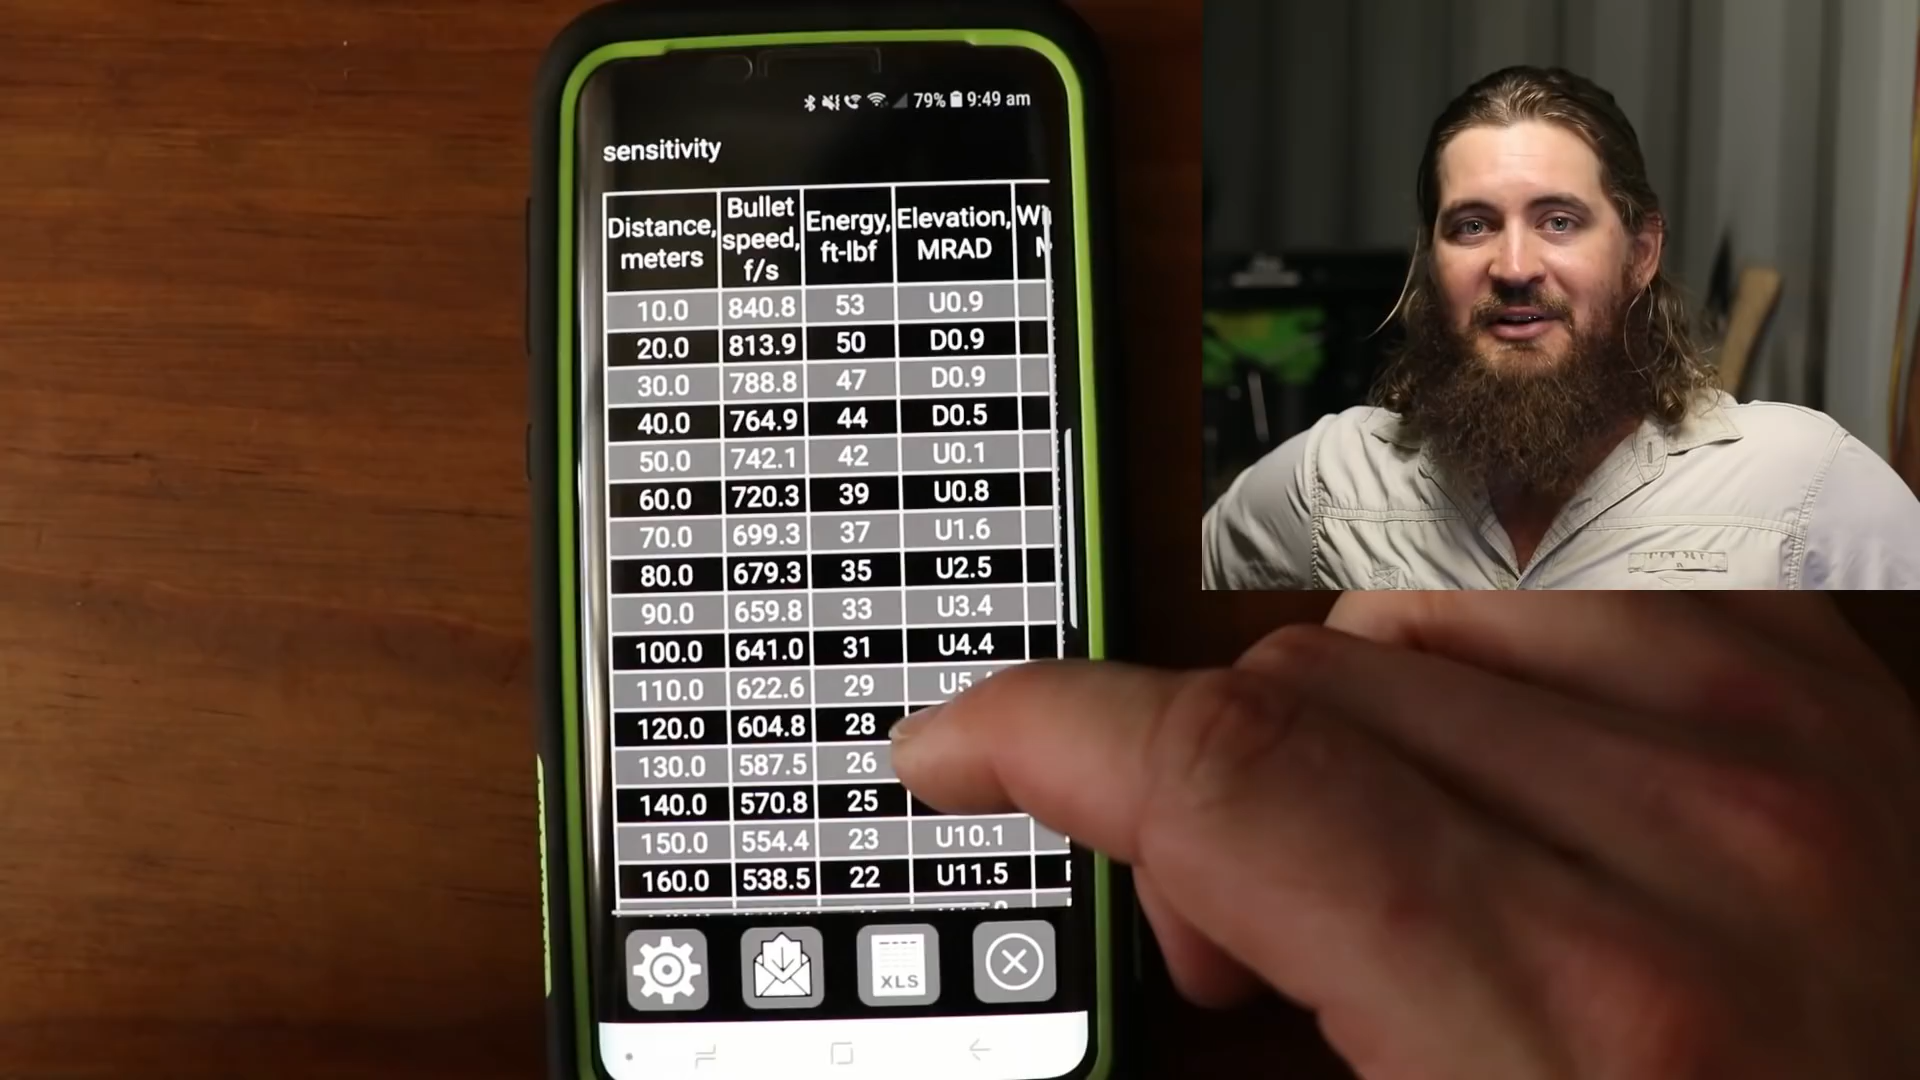 79% 9:49 am
sensitivity
Distance, meters Bullet speed, f/s Energy, ft-lbf Elevation, MRAD
10.0 840.8 53 U0.9
20.0 813.9 50 D0.9
30.0 788.8 47 D0.9
40.0 764.9 44 D0.5
50.0 742.1 42 U0.1
60.0 720.3 39 U0.8
70.0 699.3 37 U1.6
80.0 679.3 35 U2.5
90.0 659.8 33 U3.4
100.0 641.0 31 U4.4
110.0 622.6 29
120.0 604.8 28
130.0 587.5 26
140.0 570.8 25
150.0 554.4 23 U10.1
160.0 538.5 22 U11.5
XLS